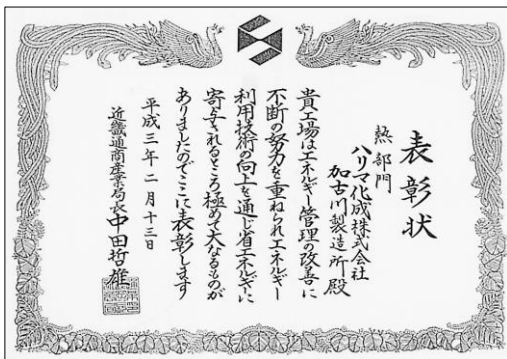 表彰状
熱部門
ハリマ化成株式会社
加古川製造所殿
貴工場はエネルギー管理の改善に
不断の努力を重ねられエネルギー
利用技術の向上を通じ省エネルギーに
寄与されるところ極めて大なるものが
ありましたのでここに表彰します
平成三年二月十三日
近畿通商産業局長中田哲雄